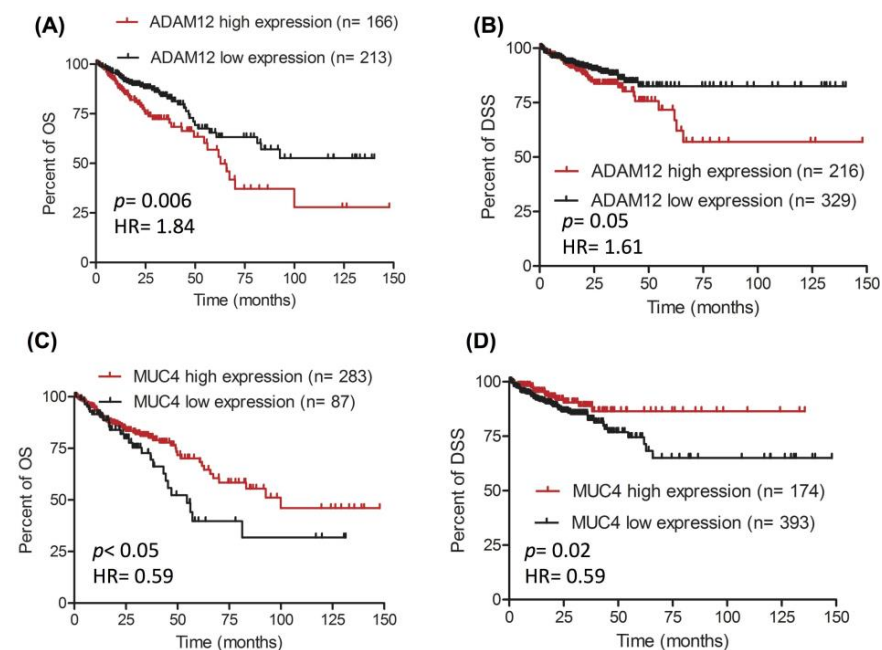 (A)
ADAM12 high expression (n= 166)
ADAM12 low expression (n= 213)
100
75
50
25
0
Percent of OS
p= 0.006
HR= 1.84
0 25 50 75 100 125 150
Time (months)
(B)
100
75
50
25
0
Percent of DSS
ADAM12 high expression (n= 216)
ADAM12 low expression (n= 329)
p= 0.05
HR= 1.61
0 25 50 75 100 125 150
Time (months)
(C)
MUC4 high expression (n= 283)
MUC4 low expression (n= 87)
100
75
50
25
0
Percent of OS
p< 0.05
HR= 0.59
0 25 50 75 100 125 150
Time (months)
(D)
100
75
50
25
0
Percent of DSS
MUC4 high expression (n= 174)
MUC4 low expression (n= 393)
p= 0.02
HR= 0.59
0 25 50 75 100 125 150
Time (months)